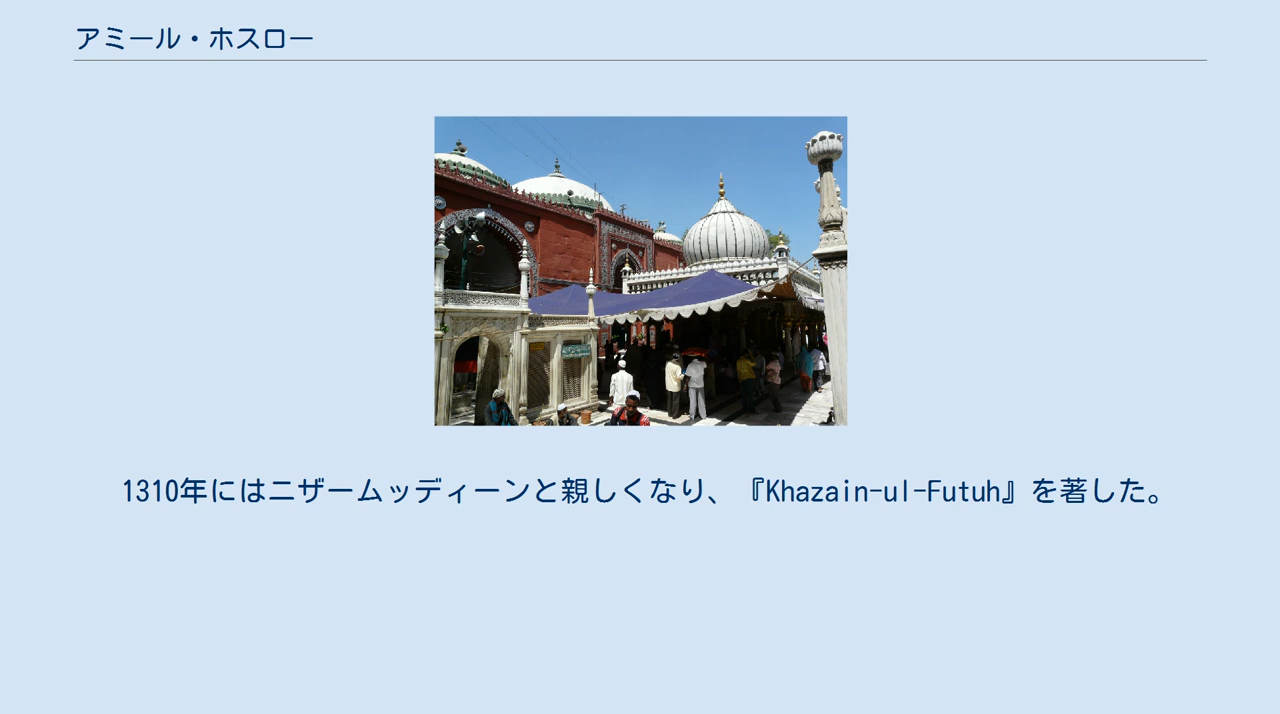 アミール・ホスロー
1310年にはニザームッディーンと親しくなり、『Khazain-ul-Futuh』を著した。